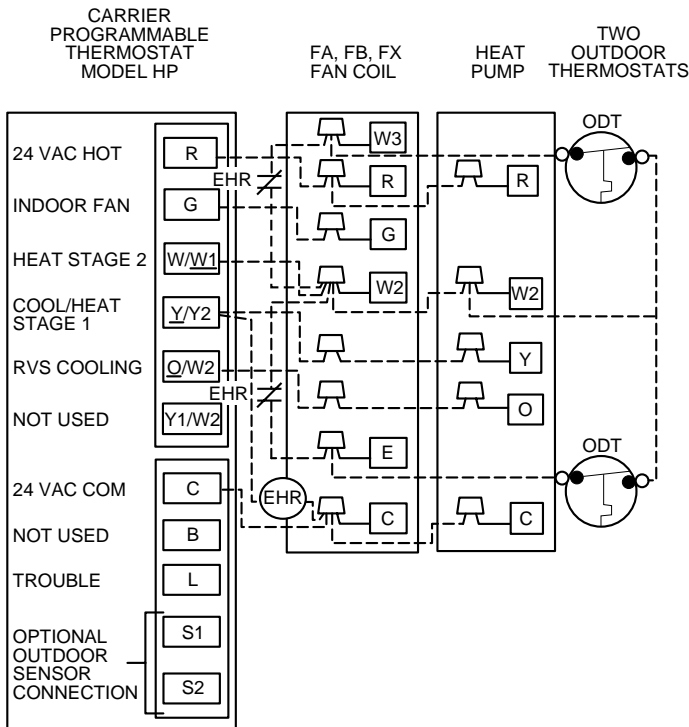 CARRIER
PROGRAMMABLE
THERMOSTAT
MODEL HP
FA, FB, FX
FAN COIL
HEAT
PUMP
TWO
OUTDOOR
THERMOSTATS
24 VAC HOT
R
INDOOR FAN
G
HEAT STAGE 2
W/W1
COOL/HEAT
STAGE 1
Y/Y2
RVS COOLING
O/W2
NOT USED
Y1/W2
24 VAC COM
C
NOT USED
B
TROUBLE
L
OPTIONAL
OUTDOOR
SENSOR
CONNECTION
S1
S2
EHR
EHR
EHR
W3
R
G
W2
E
C
R
W2
Y
O
C
ODT
ODT